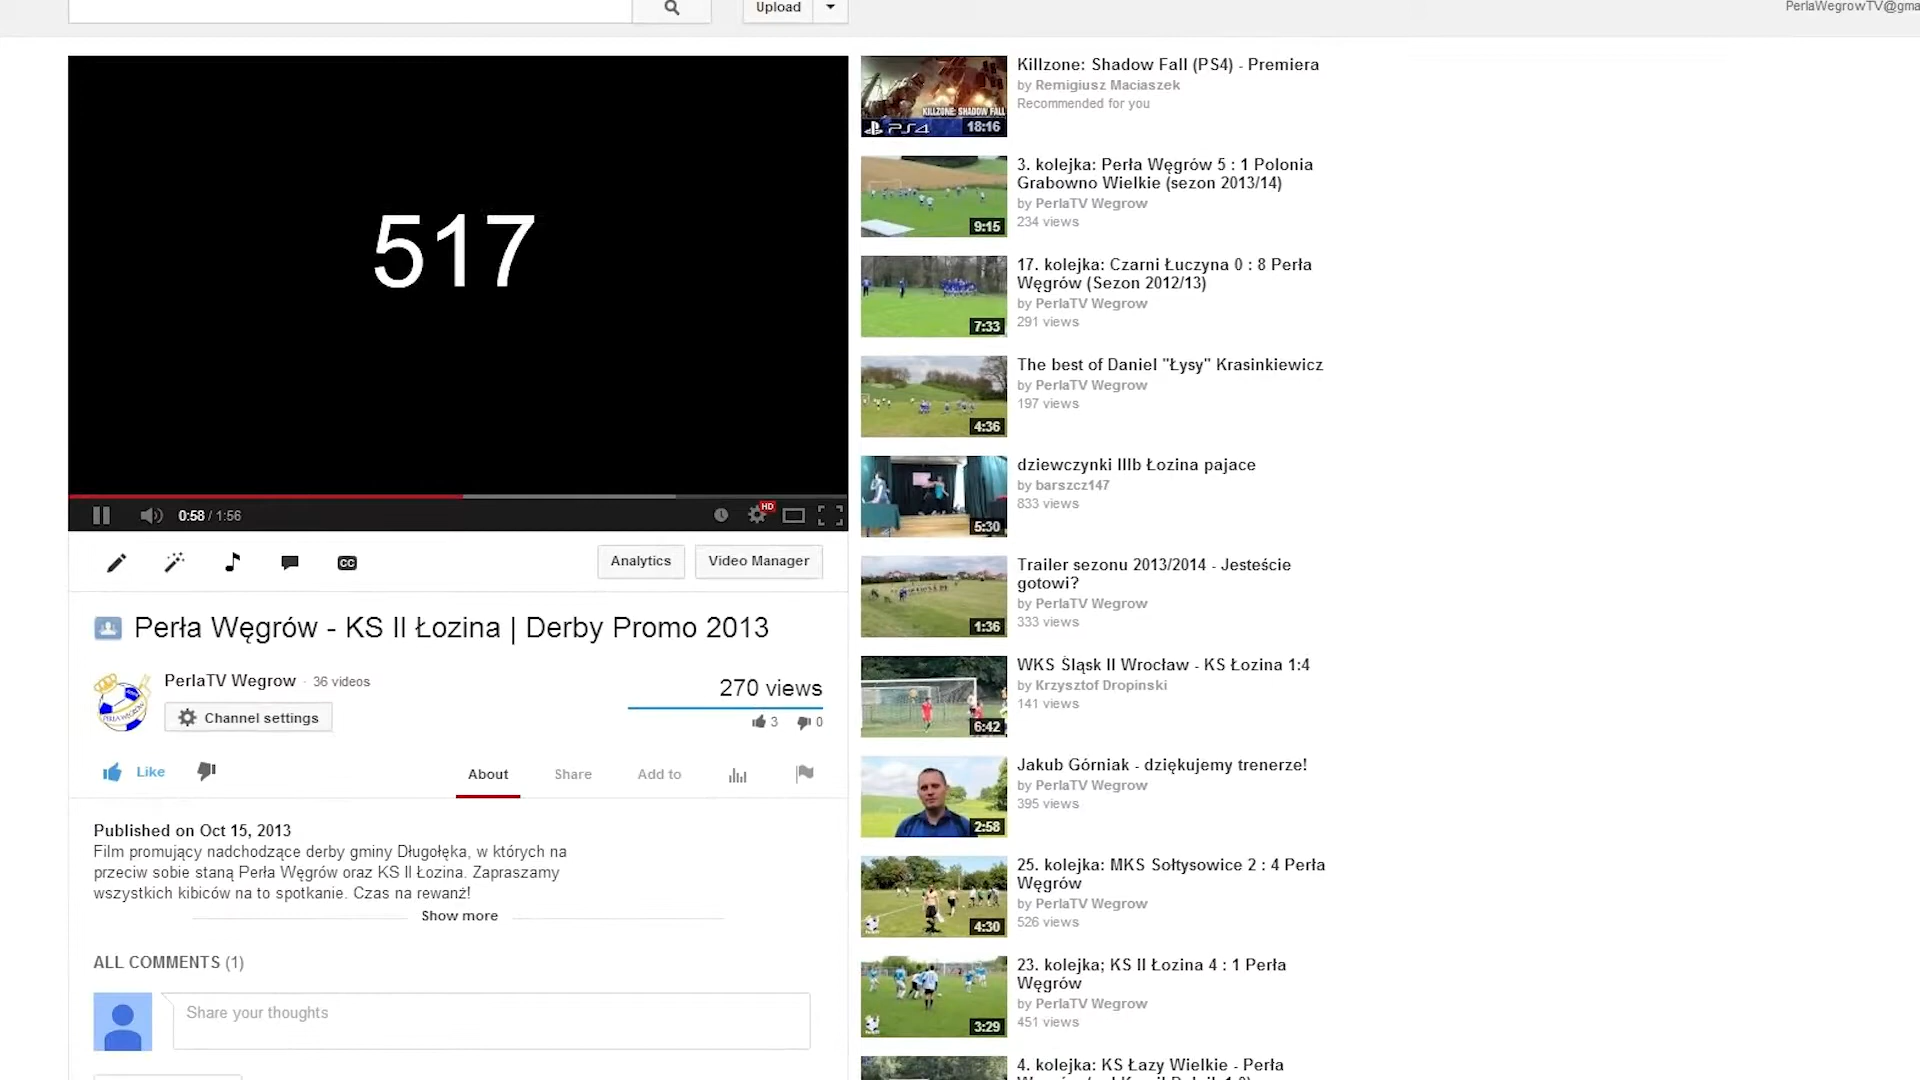 Upload
PerlaWegrowTV@gma
517
HD
0:58 / 1:56
CC
Analytics
Video Manager
Perła Węgrów - KS II Łozina | Derby Promo 2013
PerlaTV Wegrow · 36 videos
Channel settings
270 views
3
0
Like
About
Share
Add to
Published on Oct 15, 2013
Film promujący nadchodzące derby gminy Długołęka, w których na
przeciw sobie staną Perła Węgrów oraz KS II Łozina. Zapraszamy
wszystkich kibiców na to spotkanie. Czas na rewanż!
Show more
ALL COMMENTS (1)
Share your thoughts
KILLZONE: SHADOW FALL
PS4
18:16
Killzone: Shadow Fall (PS4) - Premiera
by Remigiusz Maciaszek
Recommended for you
9:15
3. kolejka: Perła Węgrów 5 : 1 Polonia
Grabowno Wielkie (sezon 2013/14)
by PerlaTV Wegrow
234 views
7:33
17. kolejka: Czarni Łuczyna 0 : 8 Perła
Węgrów (Sezon 2012/13)
by PerlaTV Wegrow
291 views
4:36
The best of Daniel "Łysy" Krasinkiewicz
by PerlaTV Wegrow
197 views
5:30
dziewczynki IIIb Łozina pajace
by barszcz147
833 views
1:36
Trailer sezonu 2013/2014 - Jesteście
gotowi?
by PerlaTV Wegrow
333 views
6:42
WKS Śląsk II Wrocław - KS Łozina 1:4
by Krzysztof Dropinski
141 views
2:58
Jakub Górniak - dziękujemy trenerze!
by PerlaTV Wegrow
395 views
4:30
25. kolejka: MKS Sołtysowice 2 : 4 Perła
Węgrów
by PerlaTV Wegrow
526 views
3:29
23. kolejka; KS II Łozina 4 : 1 Perła
Węgrów
by PerlaTV Wegrow
451 views
4. kolejka: KS Łazy Wielkie - Perła